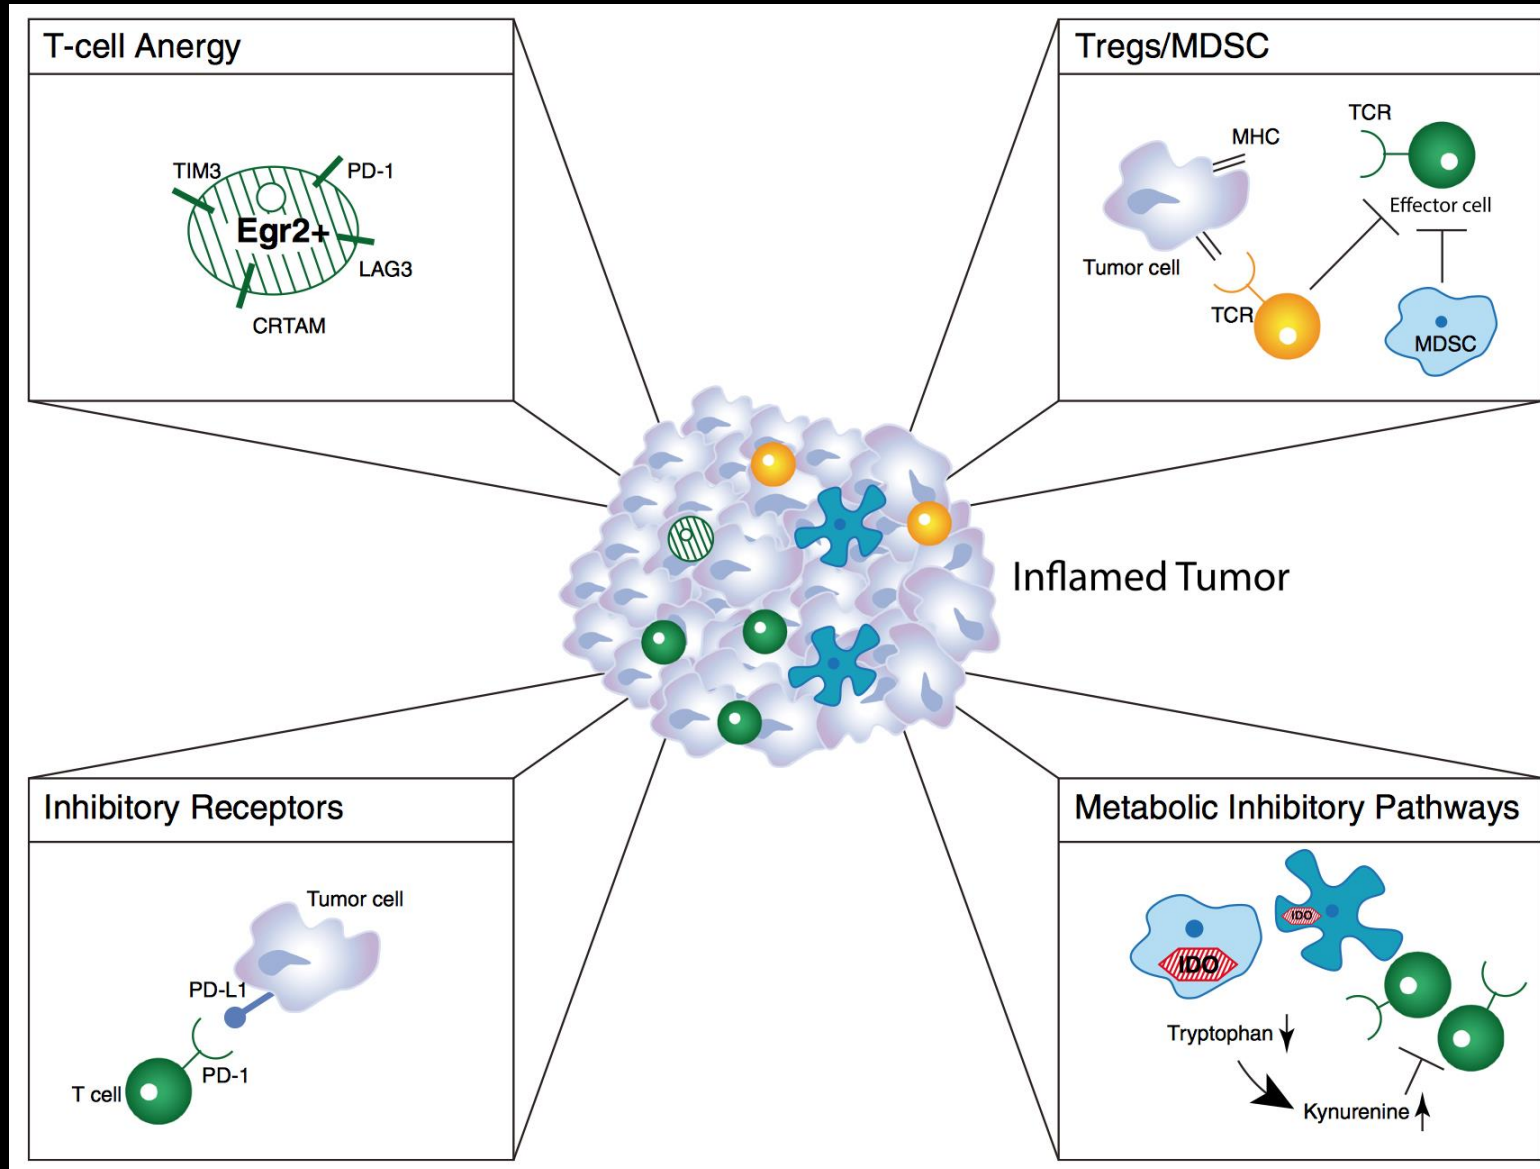 T-cell Anergy
TIM3
PD-1
Egr2+
LAG3
CRTAM
Tregs/MDSC
TCR
MHC
Effector cell
Tumor cell
TCR
MDSC
Inflamed Tumor
Inhibitory Receptors
Tumor cell
PD-L1
PD-1
T cell
Metabolic Inhibitory Pathways
IDO
IDO
Tryptophan
Kynurenine